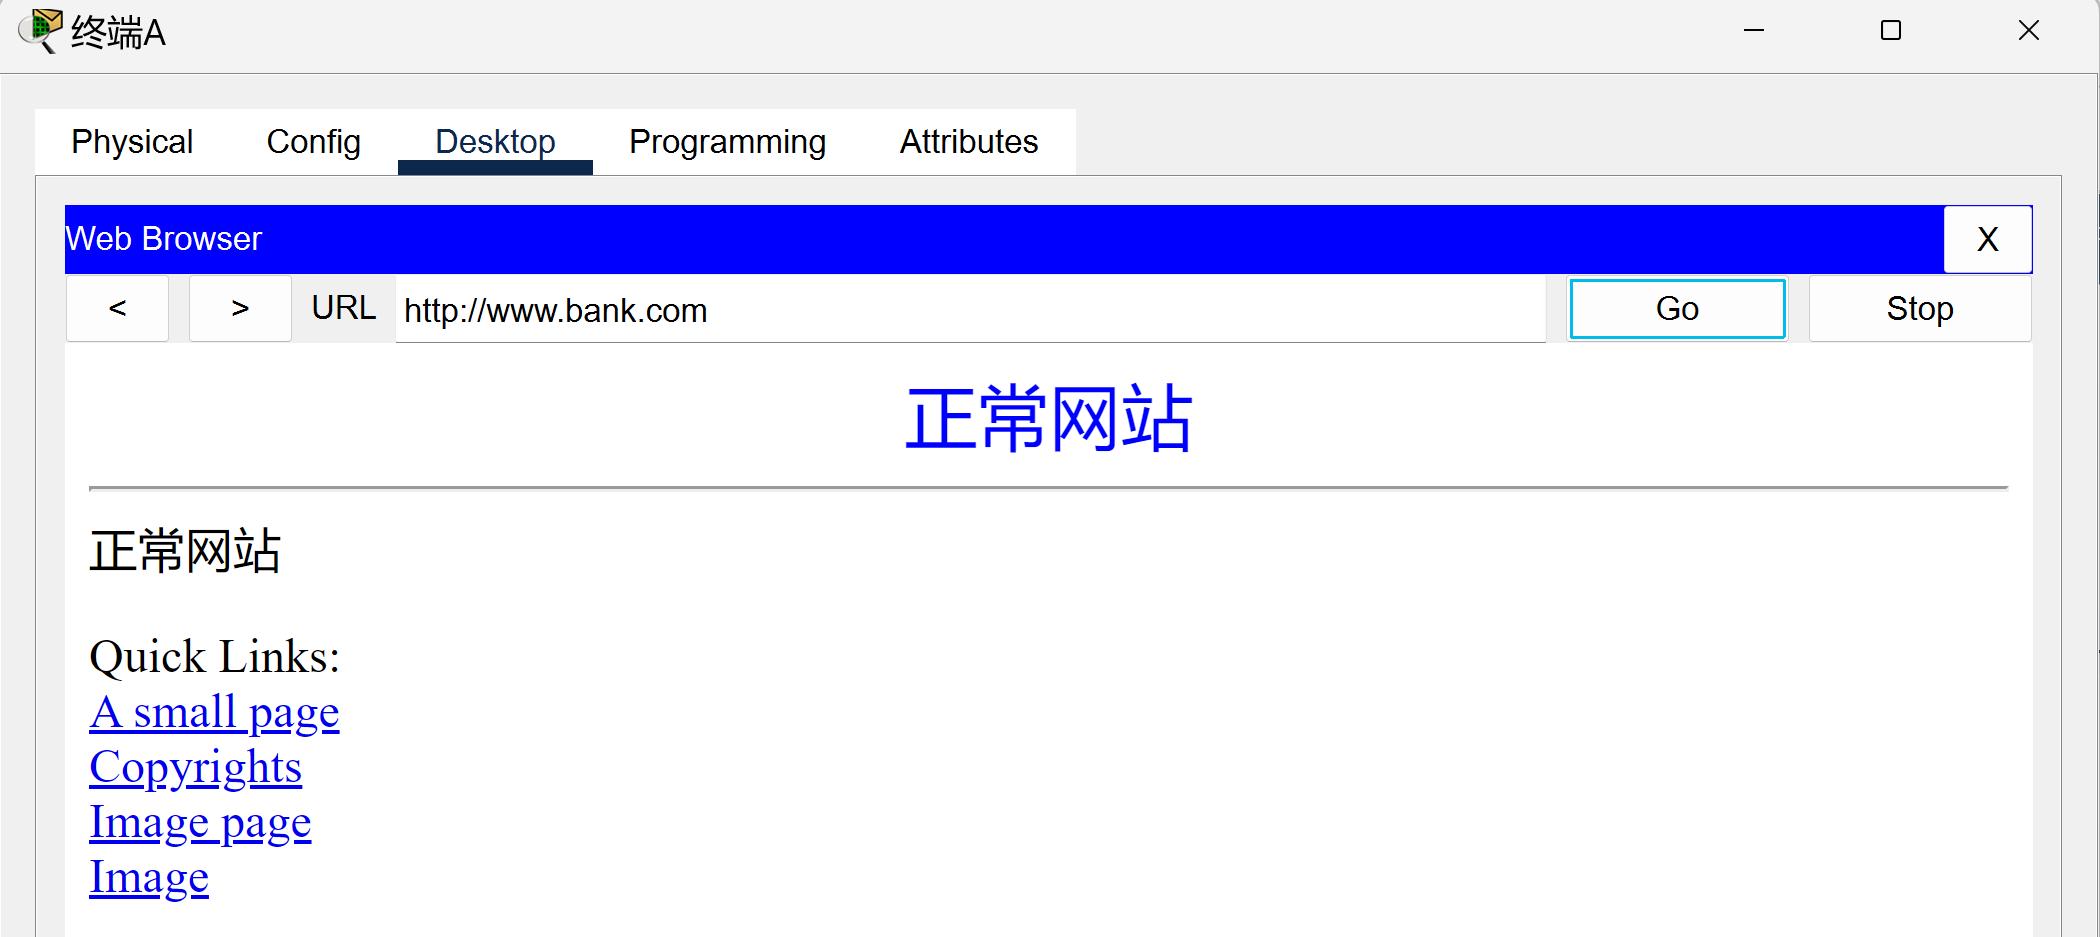 终端A
Physical Config Desktop Programming Attributes
Web Browser X
< > URL http://www.bank.com Go Stop
正常网站
正常网站
Quick Links:
A small page
Copyrights
Image page
Image